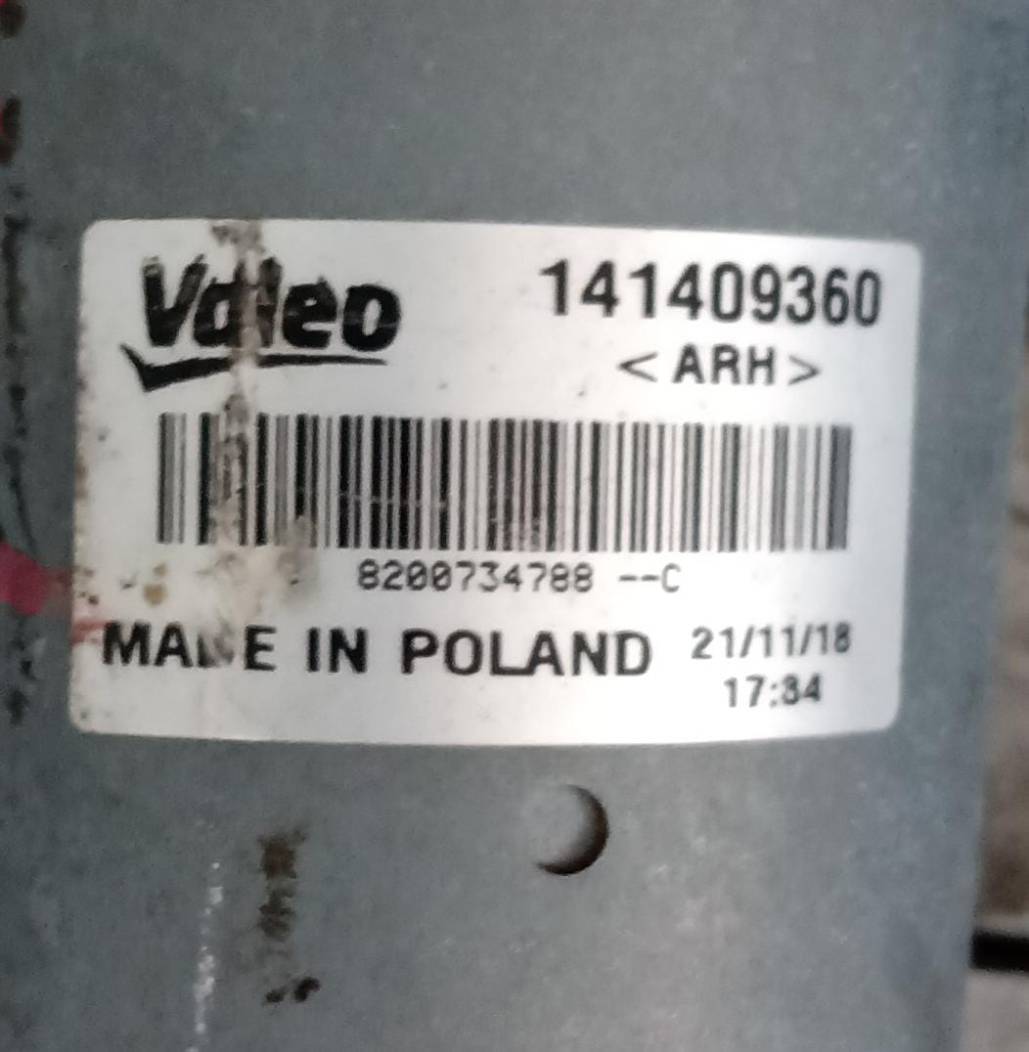 Valeo
141409360
<ARH>
8200734788 --C
MADE IN POLAND
21/11/18
17:34